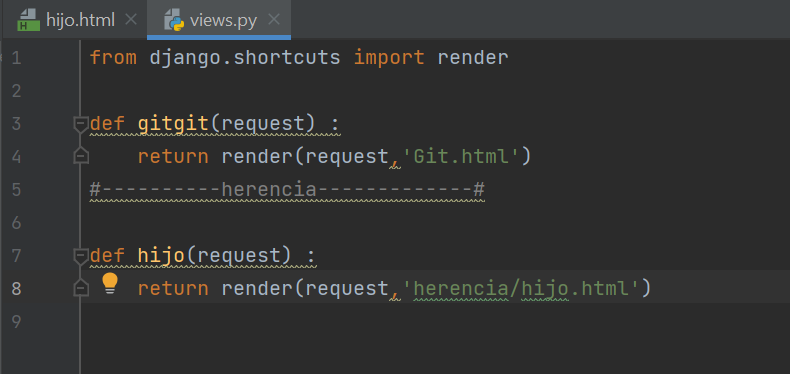 hijo.html views.py
1 from django.shortcuts import render
2
3 def gitgit(request) :
4     return render(request,'Git.html')
5 #----------herencia-------------#
6
7 def hijo(request) :
8     return render(request,'herencia/hijo.html')
9